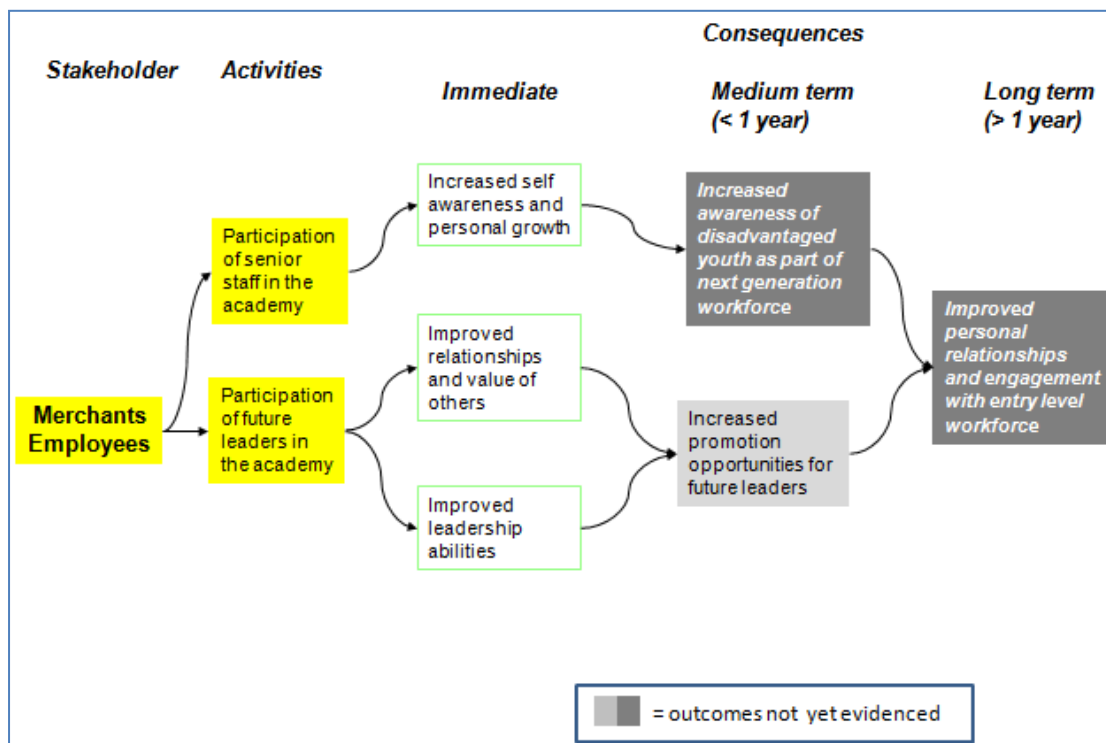 Consequences
Stakeholder
Activities
Immediate
Medium term
(< 1 year)
Long term
(> 1 year)
Merchants
Employees
Participation
of senior
staff in the
academy
Participation
of future
leaders in
the academy
Increased self
awareness and
personal growth
Improved
relationships
and value of
others
Improved
leadership
abilities
Increased
awareness of
disadvantaged
youth as part of
next generation
workforce
Increased
promotion
opportunities for
future leaders
Improved
personal
relationships
and engagement
with entry level
workforce
= outcomes not yet evidenced